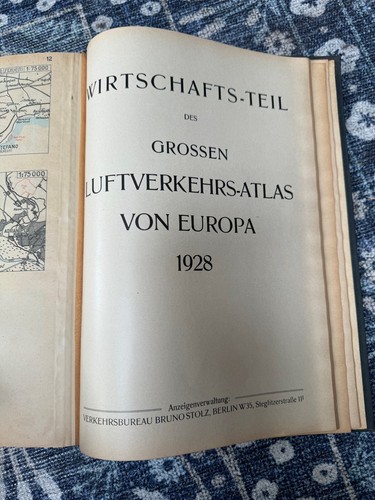 12
1:75 000
1:75 000
WIRTSCHAFTS-TEIL
DES
GROSSEN
LUFTVERKEHRS-ATLAS
VON EUROPA
1928
Anzeigenverwaltung:
VERKEHRSBUREAU BRUNO STOLZ, BERLIN W 35, Steglitzerstraße